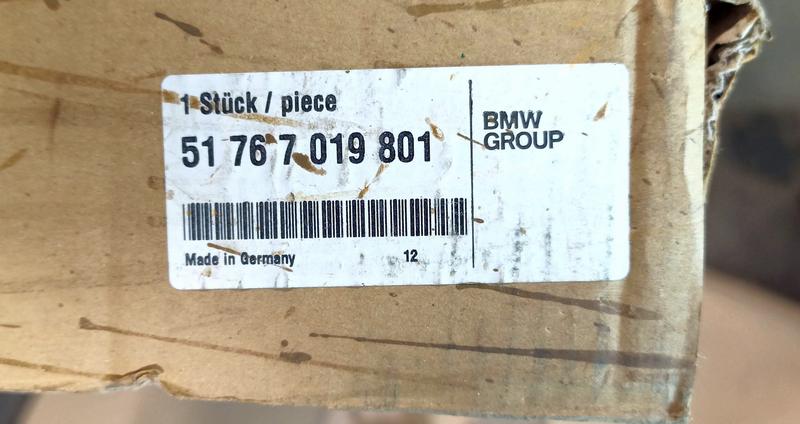 1 Stück / piece
51 76 7 019 801
BMW
GROUP
Made in Germany
12